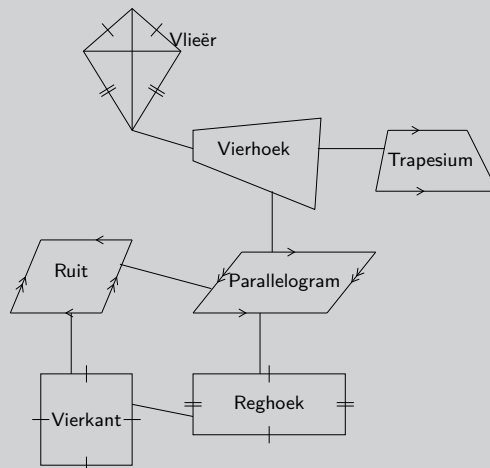 Vlieër
Vierhoek
Trapesium
Ruit
Parallelogram
Vierkant
Reghoek